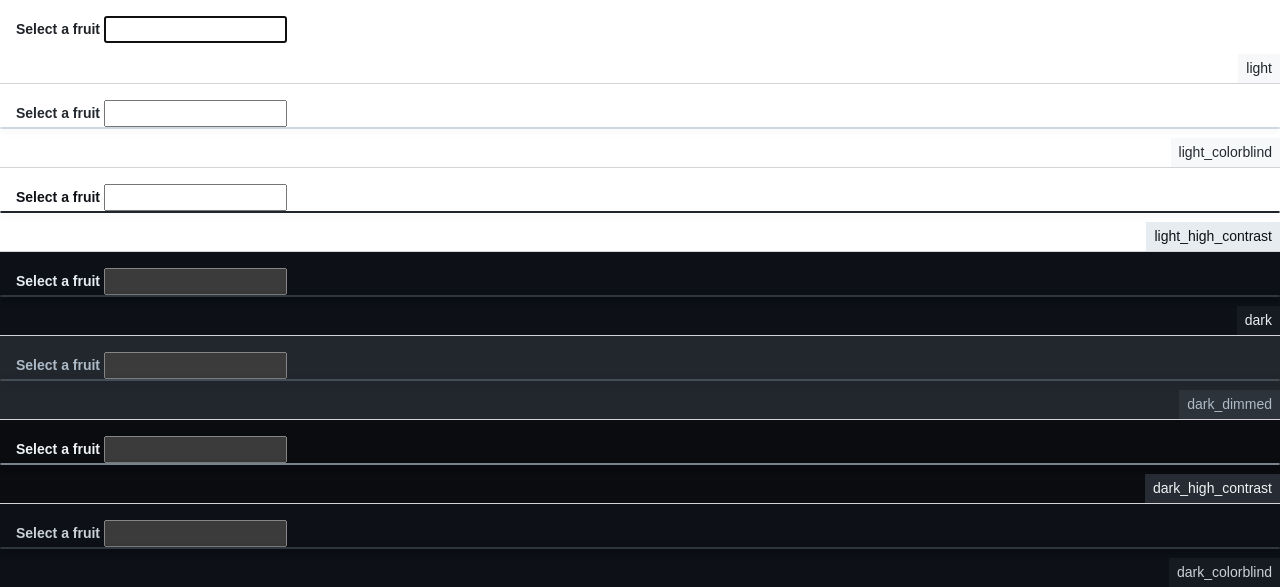 Select a fruit
light
Select a fruit
light_colorblind
Select a fruit
light_high_contrast
Select a fruit
dark
Select a fruit
dark_dimmed
Select a fruit
dark_high_contrast
Select a fruit
dark_colorblind